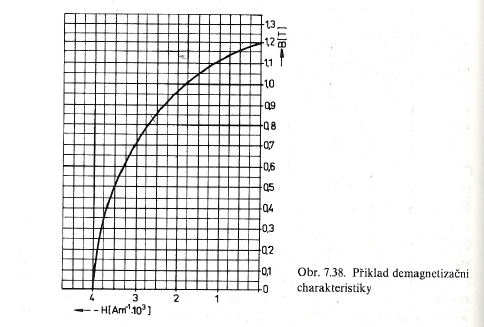 1,3
1,2
1,1
1,0
0,9
0,8
0,7
0,6
0,5
0,4
0,3
0,2
0,1
0
B[T]
4 3 2 1
-H[Am⁻¹.10³]
Obr. 7.38. Příklad demagnetizační
charakteristiky